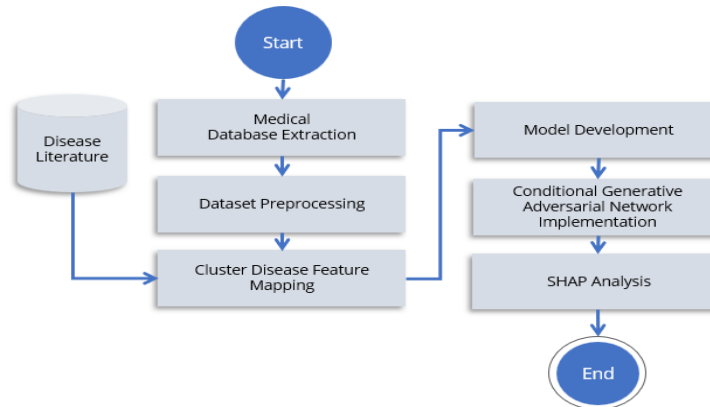 Start
Disease
Literature
Medical
Database Extraction
Dataset Preprocessing
Cluster Disease Feature
Mapping
Model Development
Conditional Generative
Adversarial Network
Implementation
SHAP Analysis
End